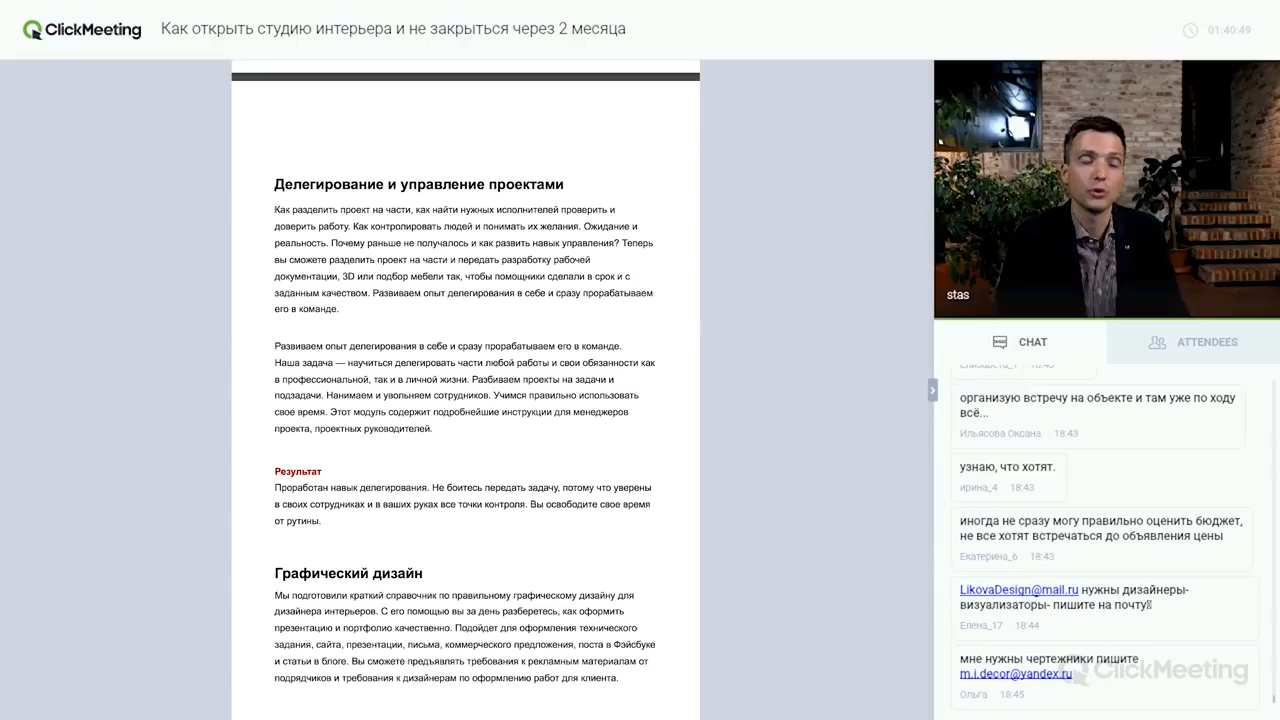 ClickMeeting
Как открыть студию интерьера и не закрыться через 2 месяца
01:40:49
Делегирование и управление проектами
Как разделить проект на части, как найти нужных исполнителей проверить и
доверить работу. Как контролировать людей и понимать их желания. Ожидание и
реальность. Почему раньше не получалось и как развить навык управления? Теперь
вы сможете разделить проект на части и передать разработку рабочей
документации, 3D или подбор мебели так, чтобы помощники сделали в срок и с
заданным качеством. Развиваем опыт делегирования в себе и сразу прорабатываем
его в команде.
Развиваем опыт делегирования в себе и сразу прорабатываем его в команде.
Наша задача — научиться делегировать части любой работы и свои обязанности как
в профессиональной, так и в личной жизни. Разбиваем проекты на задачи и
подзадачи. Нанимаем и увольняем сотрудников. Учимся правильно использовать
свое время. Этот модуль содержит подробнейшие инструкции для менеджеров
проекта, проектных руководителей.
Результат
Проработан навык делегирования. Не боитесь передать задачу, потому что уверены
в своих сотрудниках и в ваших руках все точки контроля. Вы освободите свое время
от рутины.
Графический дизайн
Мы подготовили краткий справочник по правильному графическому дизайну для
дизайнера интерьеров. С его помощью вы за день разберетесь, как оформить
презентацию и портфолио качественно. Подойдет для оформления технического
задания, сайта, презентации, письма, коммерческого предложения, поста в Фэйсбуке
и статьи в блоге. Вы сможете предъявлять требования к рекламным материалам от
подрядчиков и требования к дизайнерам по оформлению работ для клиента.
stas
CHAT
ATTENDEES
Елизавета_1 18:43
организую встречу на объекте и там уже по ходу
всё...
Ильясова Оксана 18:43
узнаю, что хотят.
ирина_4 18:43
иногда не сразу могу правильно оценить бюджет,
не все хотят встречаться до объявления цены
Екатерина_6 18:43
LikovaDesign@mail.ru нужны дизайнеры-
визуализаторы- пишите на почту
Елена_17 18:44
мне нужны чертежники пишите
m.i.decor@yandex.ru
Ольга 18:45
ClickMeeting